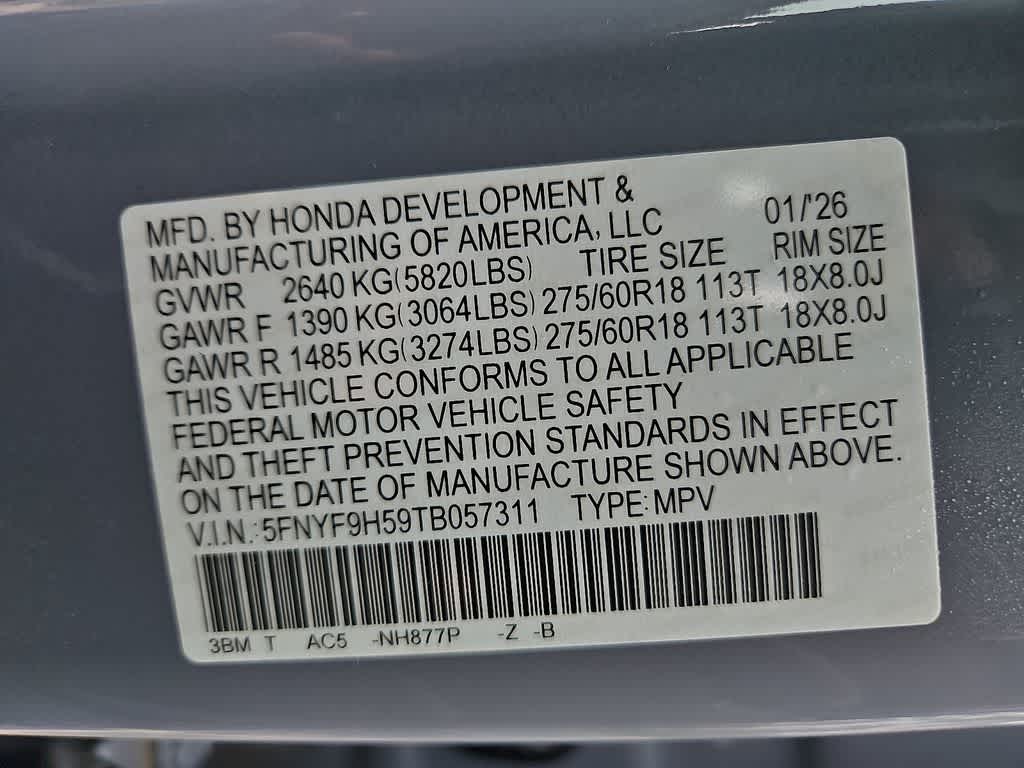 MFD. BY HONDA DEVELOPMENT &
MANUFACTURING OF AMERICA, LLC 01/'26
GVWR 2640 KG(5820LBS) TIRE SIZE RIM SIZE
GAWR F 1390 KG(3064LBS) 275/60R18 113T 18X8.0J
GAWR R 1485 KG(3274LBS) 275/60R18 113T 18X8.0J
THIS VEHICLE CONFORMS TO ALL APPLICABLE
FEDERAL MOTOR VEHICLE SAFETY
AND THEFT PREVENTION STANDARDS IN EFFECT
ON THE DATE OF MANUFACTURE SHOWN ABOVE.
V.I.N.: 5FNYF9H59TB057311 TYPE: MPV
3BM T AC5 -NH877P -Z -B